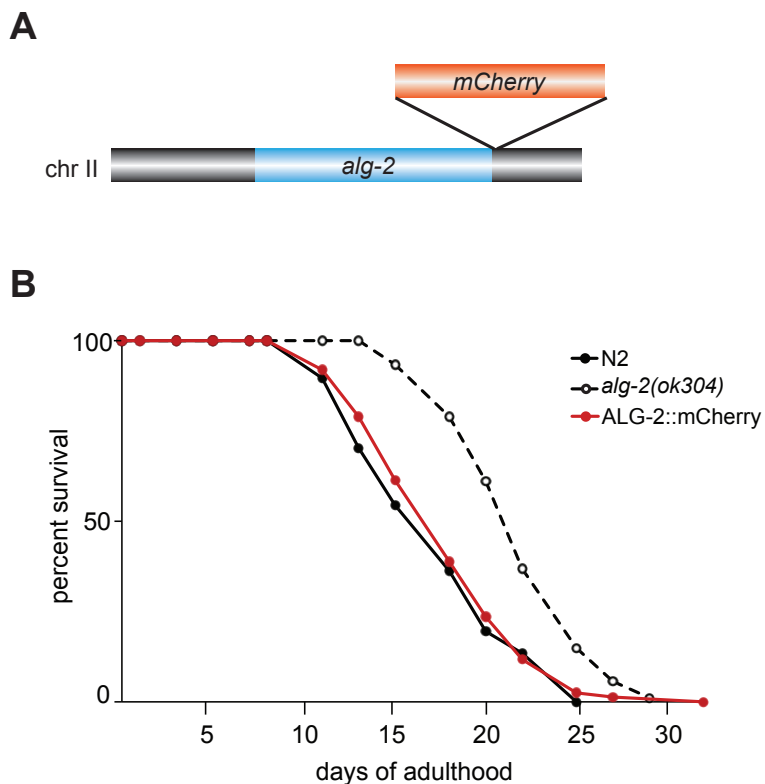 A
mCherry
chr II
alg-2
B
100
50
0
percent survival
N2
alg-2(ok304)
ALG-2::mCherry
5 10 15 20 25 30
days of adulthood